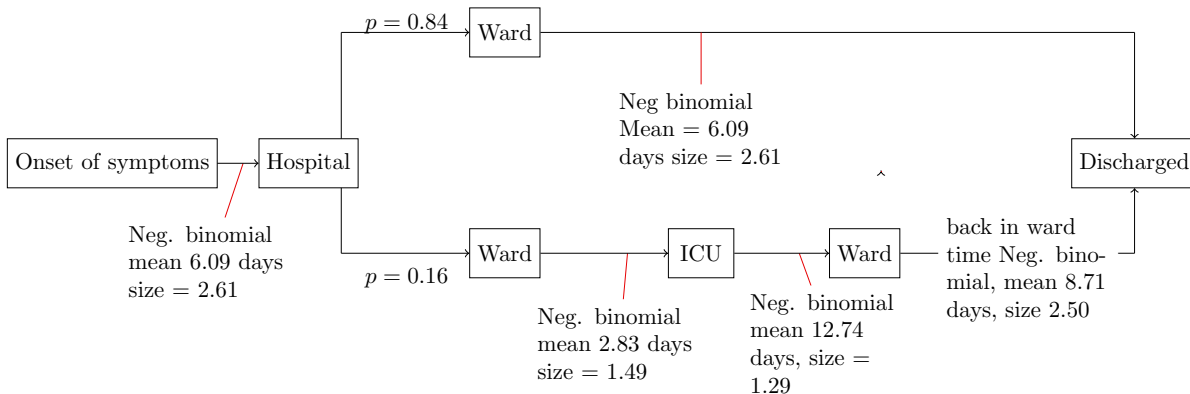 p = 0.84
Ward
Neg binomial
Mean = 6.09
days size = 2.61
Onset of symptoms
Hospital
Discharged
Neg. binomial
mean 6.09 days
size = 2.61
p = 0.16
Ward
ICU
Ward
back in ward
time Neg. bino-
mial, mean 8.71
days, size 2.50
Neg. binomial
mean 2.83 days
size = 1.49
Neg. binomial
mean 12.74
days, size =
1.29